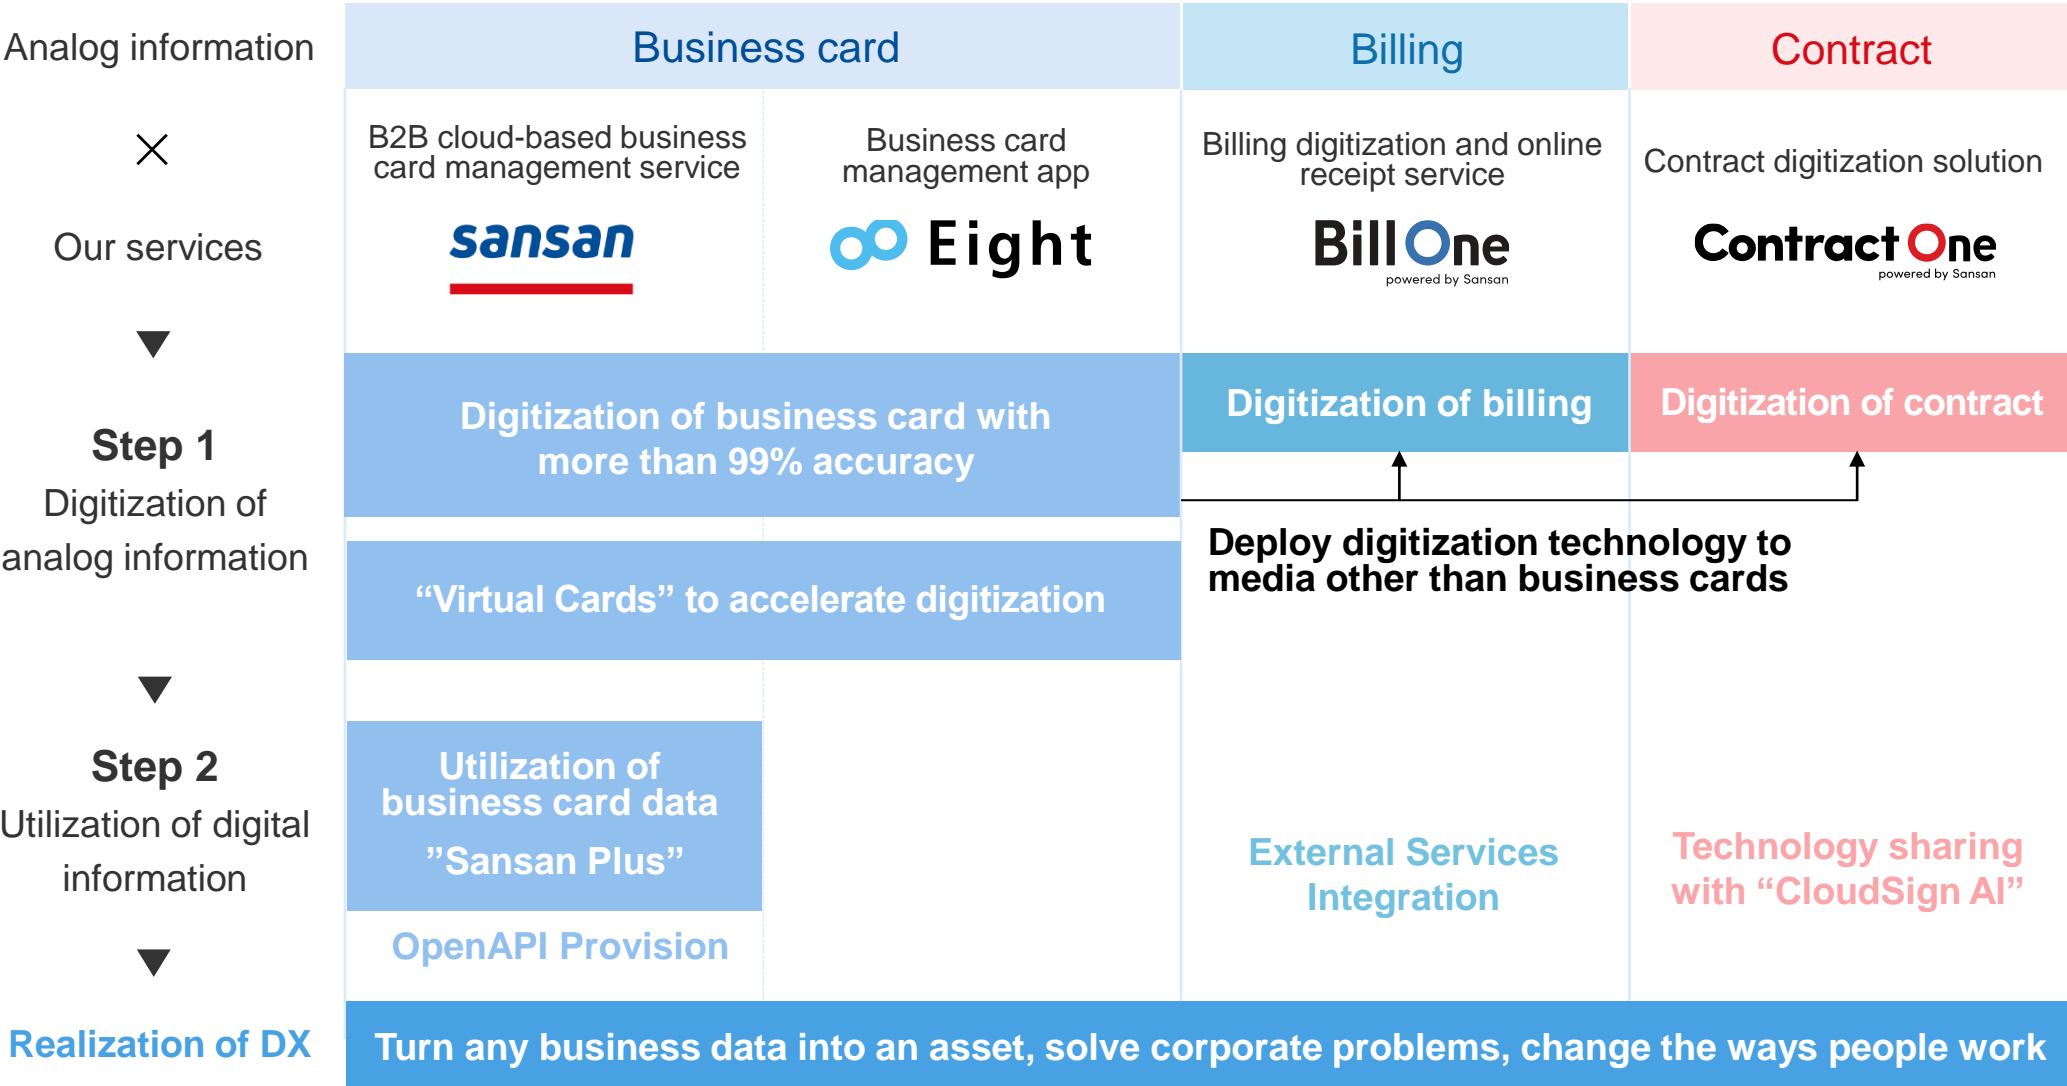 Analog information
Business card
Billing
Contract
×
Our services
B2B cloud-based business
card management service
sansan
Business card
management app
Eight
Billing digitization and online
receipt service
Bill One
powered by Sansan
Contract digitization solution
Contract One
powered by Sansan
Step 1
Digitization of
analog information
Digitization of business card with
more than 99% accuracy
Digitization of billing
Digitization of contract
Deploy digitization technology to
media other than business cards
“Virtual Cards” to accelerate digitization
Step 2
Utilization of digital
information
Utilization of
business card data
”Sansan Plus”
OpenAPI Provision
External Services
Integration
Technology sharing
with “CloudSign AI”
Realization of DX
Turn any business data into an asset, solve corporate problems, change the ways people work